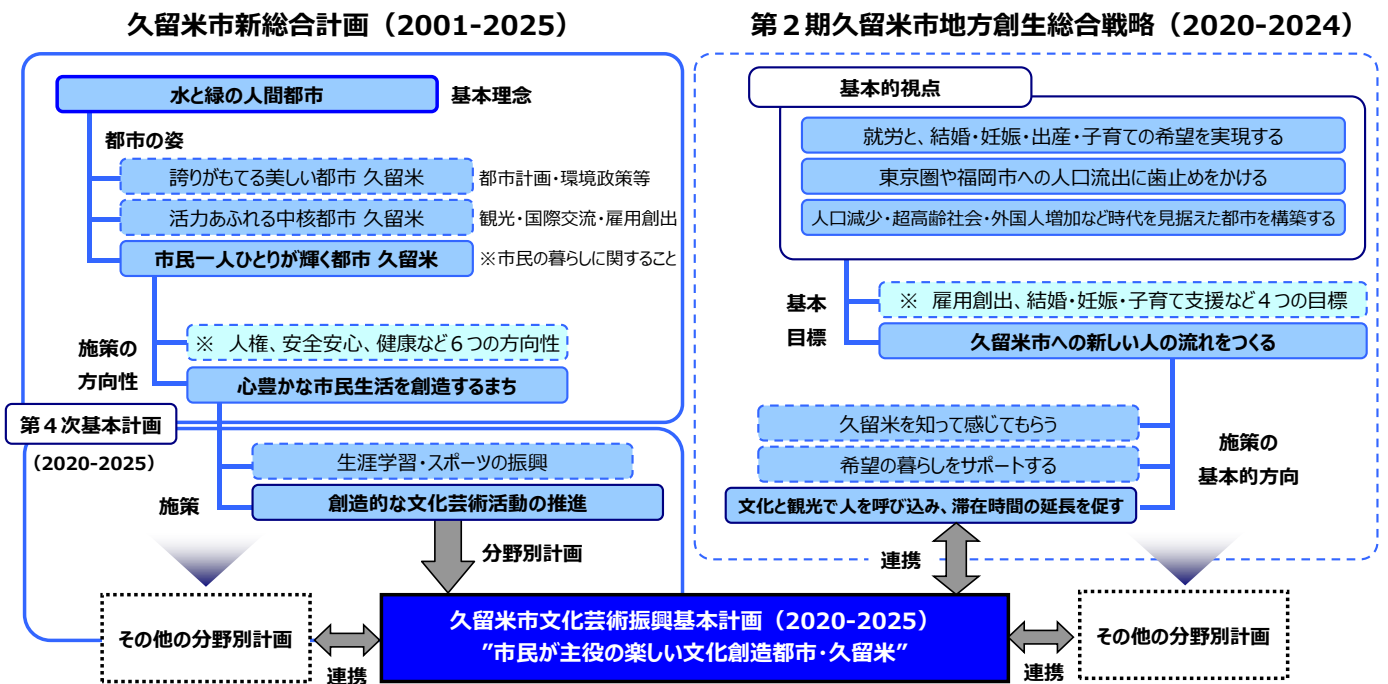 久留米市新総合計画（2001-2025）
水と緑の人間都市
基本理念
都市の姿
誇りがもてる美しい都市 久留米
都市計画・環境政策等
活力あふれる中核都市 久留米
観光・国際交流・雇用創出
市民一人ひとりが輝く都市 久留米
※市民の暮らしに関すること
施策の
方向性
※ 人権、安全安心、健康など６つの方向性
心豊かな市民生活を創造するまち
第４次基本計画
（2020-2025）
生涯学習・スポーツの振興
施策
創造的な文化芸術活動の推進
分野別計画
その他の分野別計画
連携
第２期久留米市地方創生総合戦略（2020-2024）
基本的視点
就労と、結婚・妊娠・出産・子育ての希望を実現する
東京圏や福岡市への人口流出に歯止めをかける
人口減少・超高齢社会・外国人増加など時代を見据えた都市を構築する
基本
目標
※ 雇用創出、結婚・妊娠・子育て支援など４つの目標
久留米市への新しい人の流れをつくる
久留米を知って感じてもらう
希望の暮らしをサポートする
文化と観光で人を呼び込み、滞在時間の延長を促す
施策の
基本的方向
連携
久留米市文化芸術振興基本計画（2020-2025）
”市民が主役の楽しい文化創造都市・久留米”
連携
その他の分野別計画